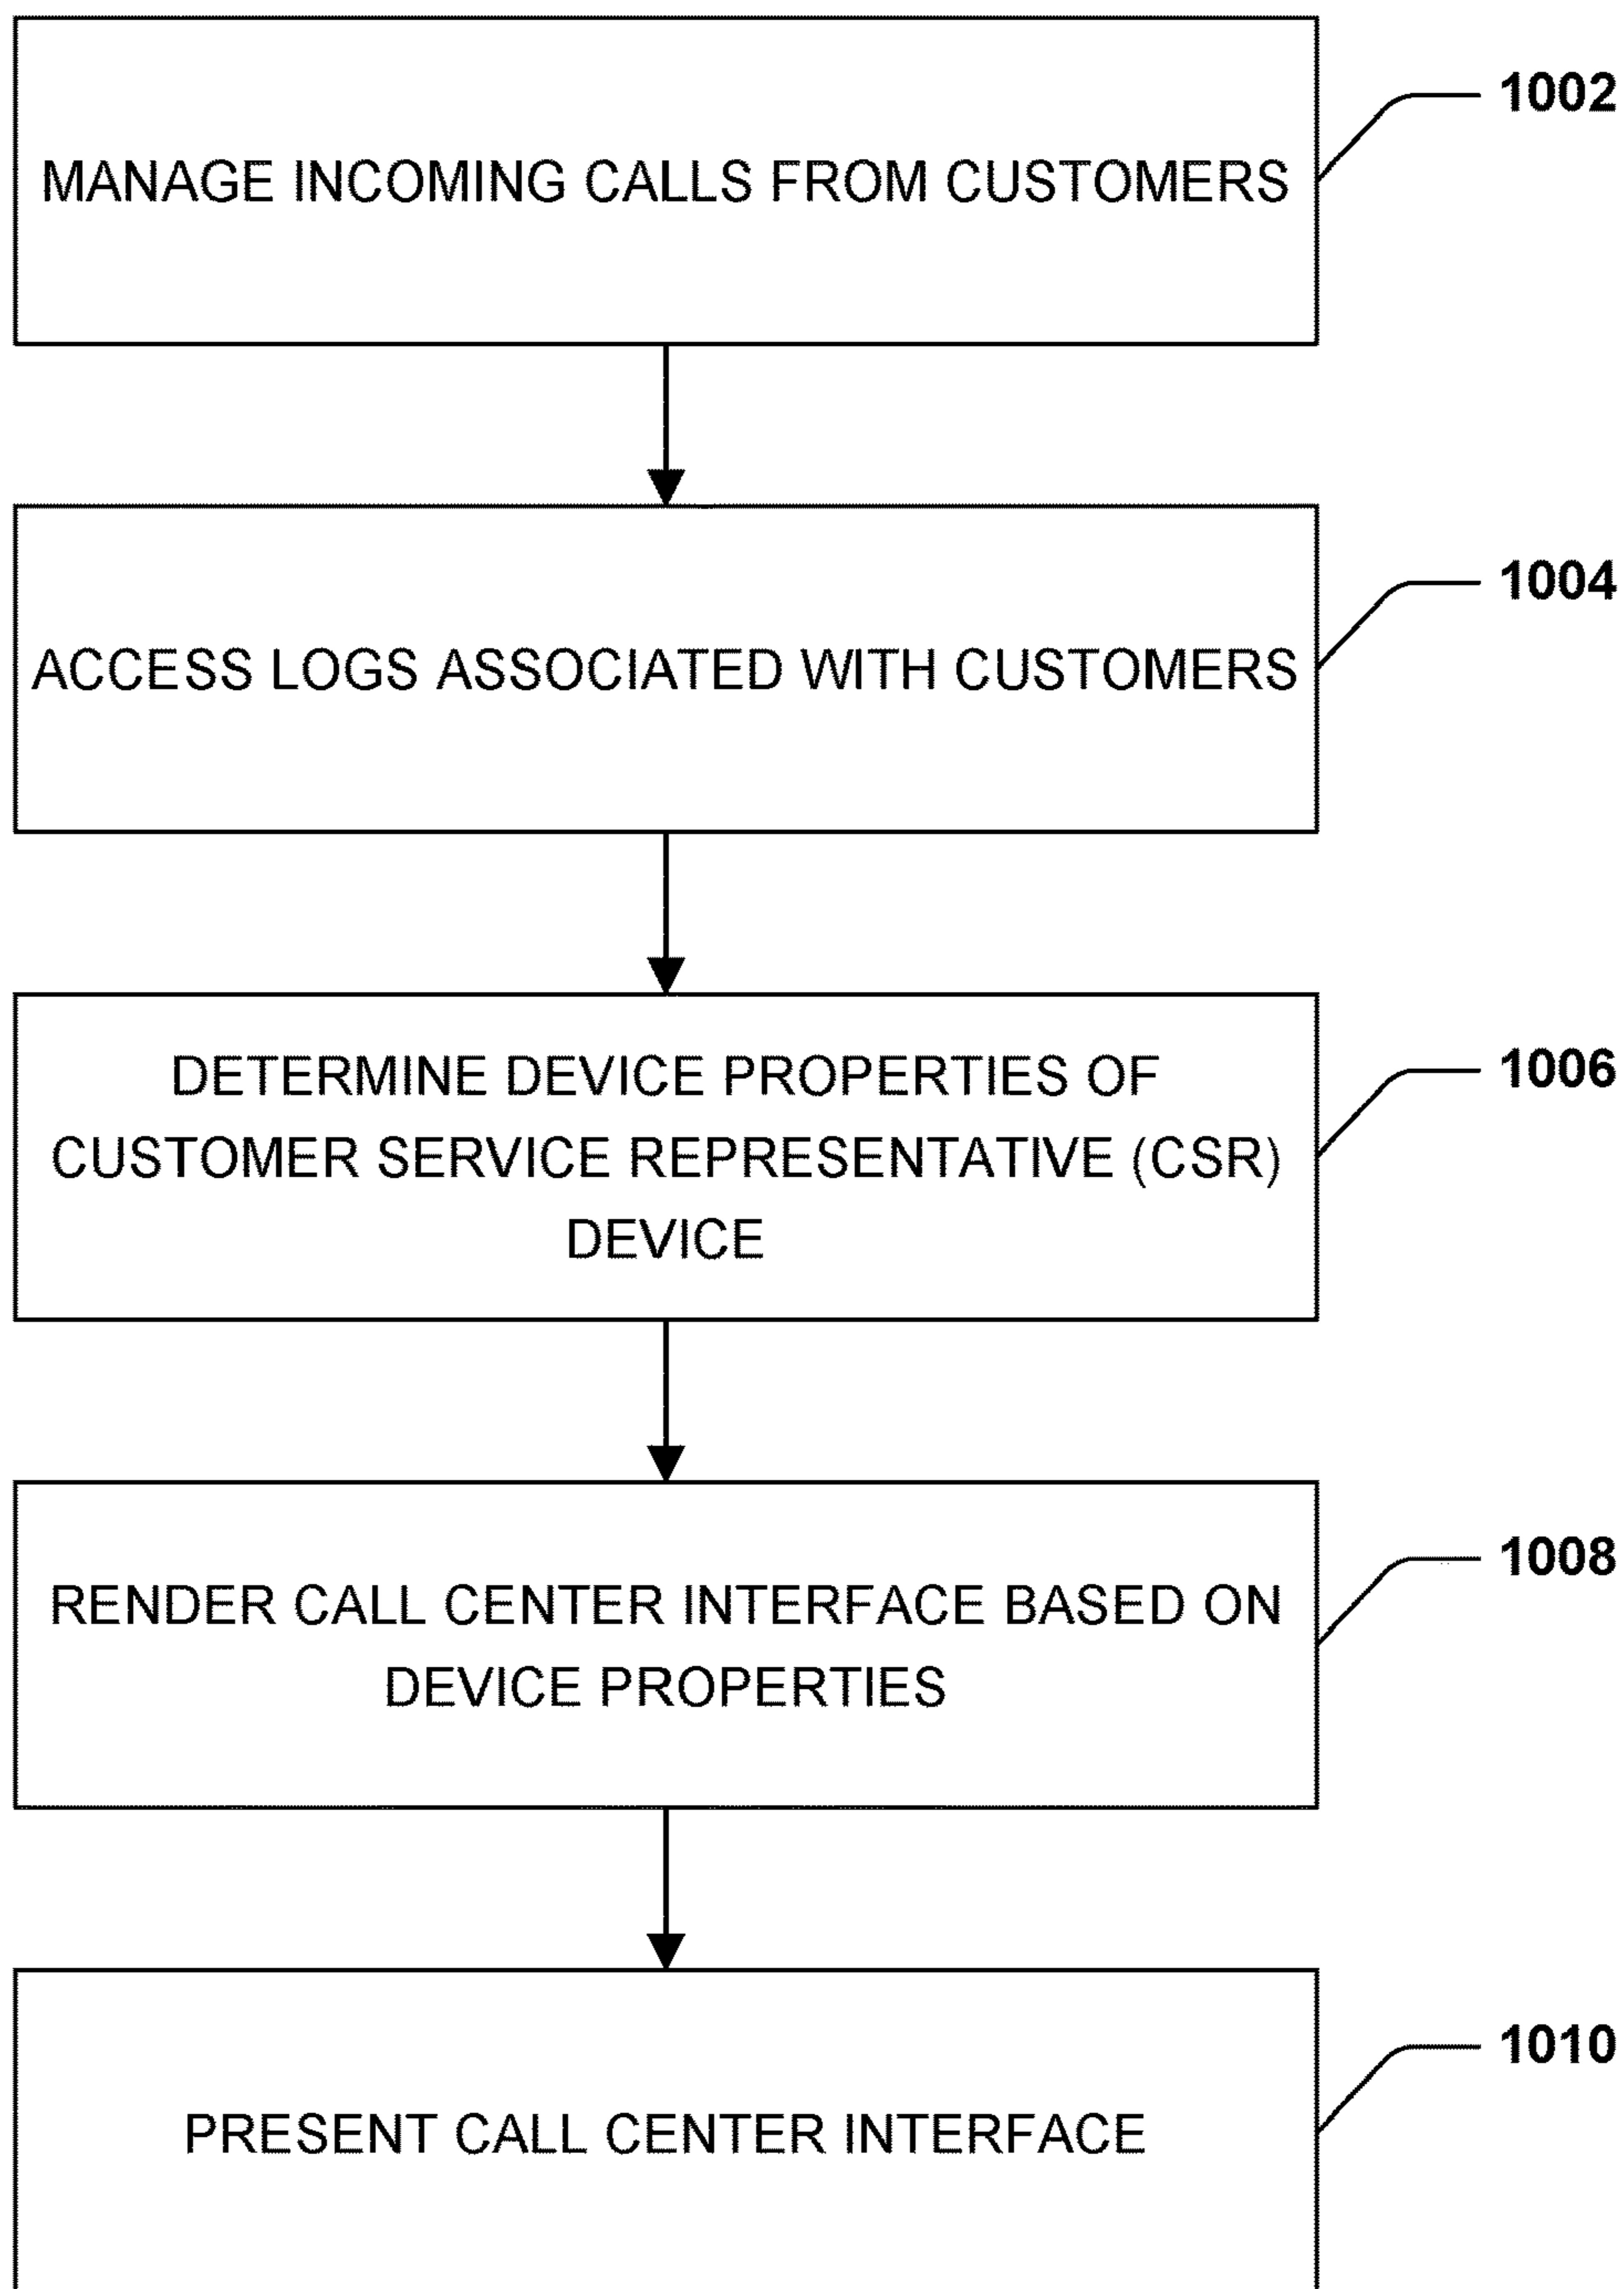 1002
MANAGE INCOMING CALLS FROM CUSTOMERS
1004
ACCESS LOGS ASSOCIATED WITH CUSTOMERS
1006
DETERMINE DEVICE PROPERTIES OF
CUSTOMER SERVICE REPRESENTATIVE (CSR)
DEVICE
1008
RENDER CALL CENTER INTERFACE BASED ON
DEVICE PROPERTIES
1010
PRESENT CALL CENTER INTERFACE